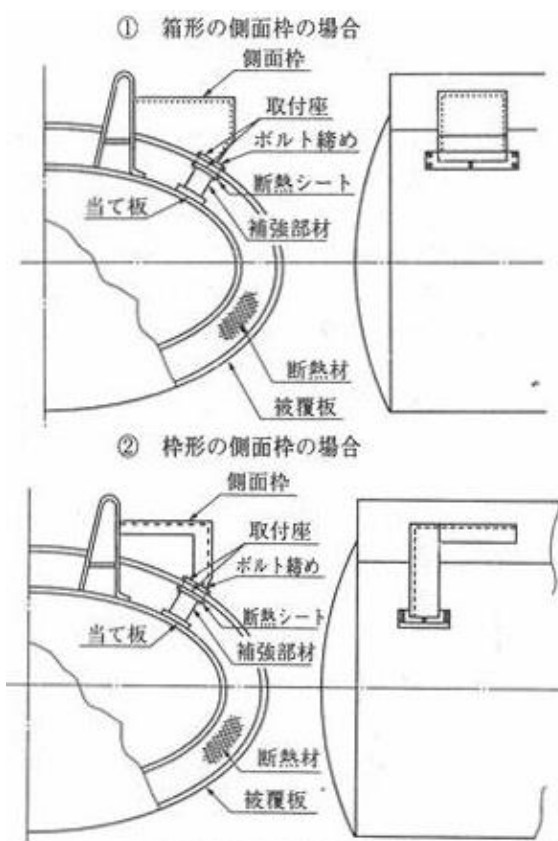 ① 箱形の側面枠の場合
側面枠
取付座
ボルト締め
断熱シート
当て板
補強部材
断熱材
被覆板
② 枠形の側面枠の場合
側面枠
取付座
ボルト締め
断熱シート
当て板
補強部材
断熱材
被覆板